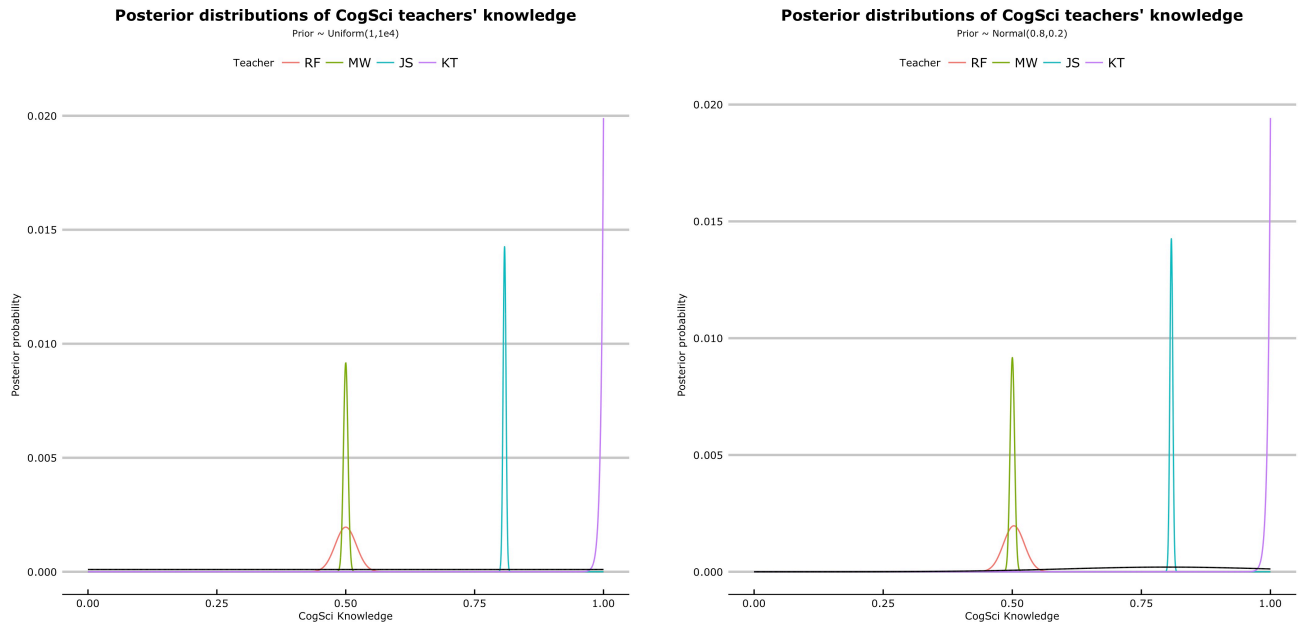 Posterior distributions of CogSci teachers' knowledge
Prior ~ Uniform(1,1e4)
Teacher RF MW JS KT
0.020
0.015
0.010
0.005
0.000
Posterior probability
0.00 0.25 0.50 0.75 1.00
CogSci Knowledge
Posterior distributions of CogSci teachers' knowledge
Prior ~ Normal(0.8,0.2)
Teacher RF MW JS KT
0.020
0.015
0.010
0.005
0.000
Posterior probability
0.00 0.25 0.50 0.75 1.00
CogSci Knowledge